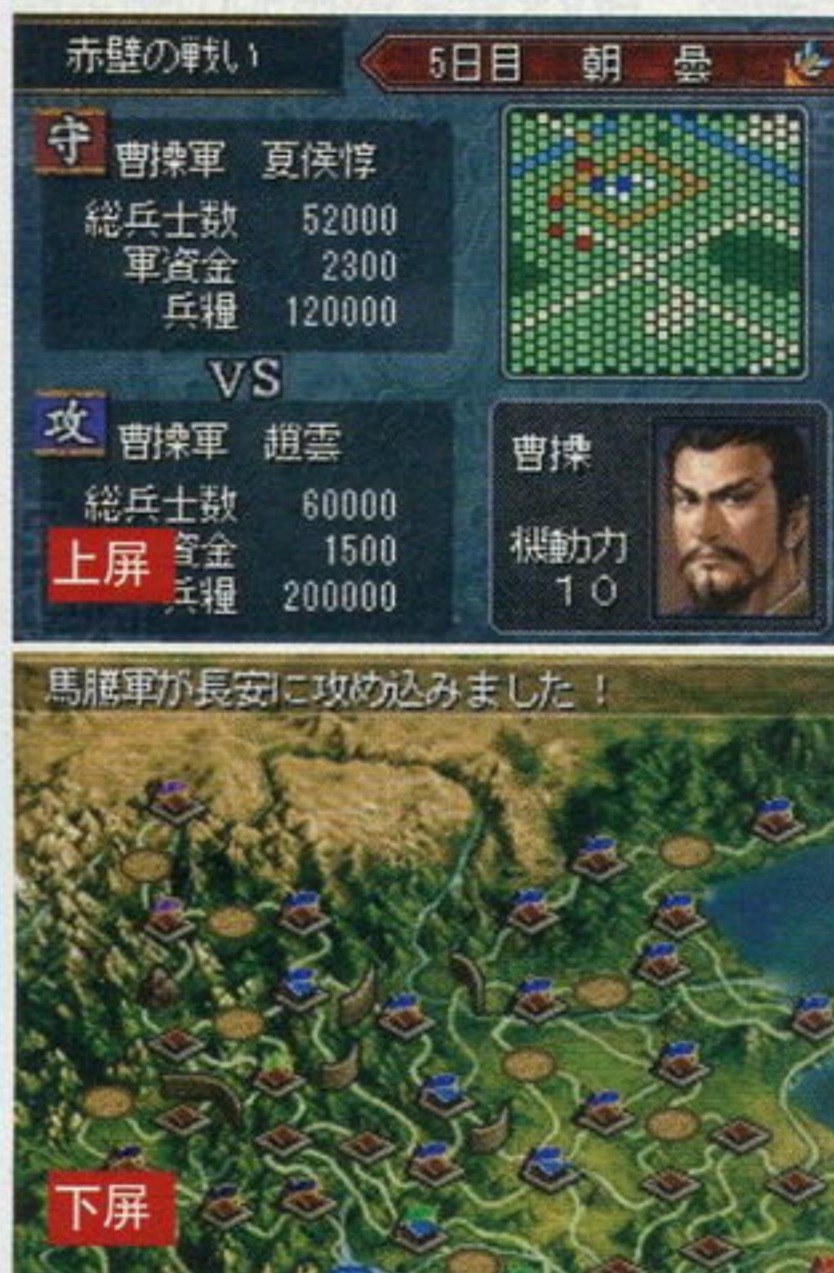 赤壁の戦い
5日目 朝 曇
守 曹操軍 夏侯惇
総兵士数 52000
軍資金 2300
兵糧 120000
VS
攻 曹操軍 趙雲
総兵士数 60000
資金 1500
兵糧 200000
上屏
曹操
機動力
10
馬騰軍が長安に攻め込みました！
下屏